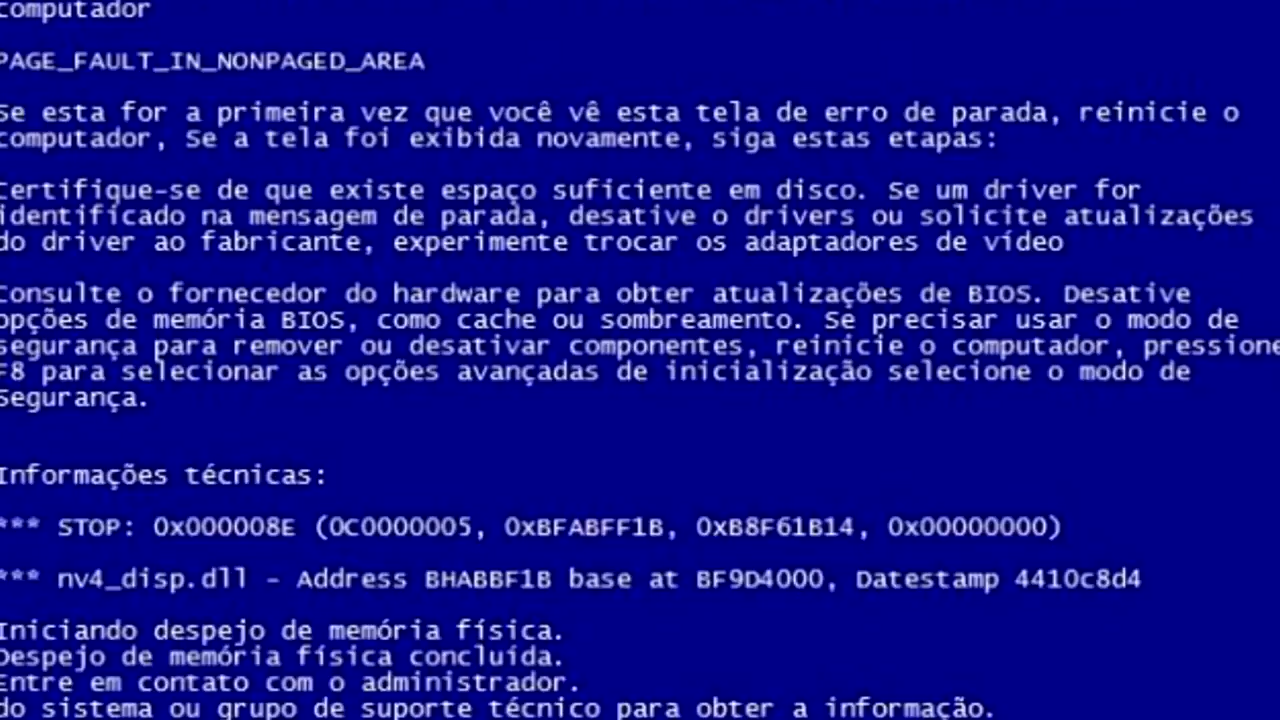 computador
PAGE_FAULT_IN_NONPAGED_AREA
Se esta for a primeira vez que você vê esta tela de erro de parada, reinicie o
computador, Se a tela foi exibida novamente, siga estas etapas:
Certifique-se de que existe espaço suficiente em disco. Se um driver for
identificado na mensagem de parada, desative o drivers ou solicite atualizações
do driver ao fabricante, experimente trocar os adaptadores de vídeo
Consulte o fornecedor do hardware para obter atualizações de BIOS. Desative
opções de memória BIOS, como cache ou sombreamento. Se precisar usar o modo de
segurança para remover ou desativar componentes, reinicie o computador, pressione
F8 para selecionar as opções avançadas de inicialização selecione o modo de
Segurança.
Informações técnicas:
*** STOP: 0x000008E (0C0000005, 0xBFABFF1B, 0xB8F61B14, 0x00000000)
*** nv4_disp.dll - Address BHABBF1B base at BF9D4000, Datestamp 4410c8d4
Iniciando despejo de memória física.
Despejo de memória física concluída.
Entre em contato com o administrador.
do sistema ou grupo de suporte técnico para obter a informação.